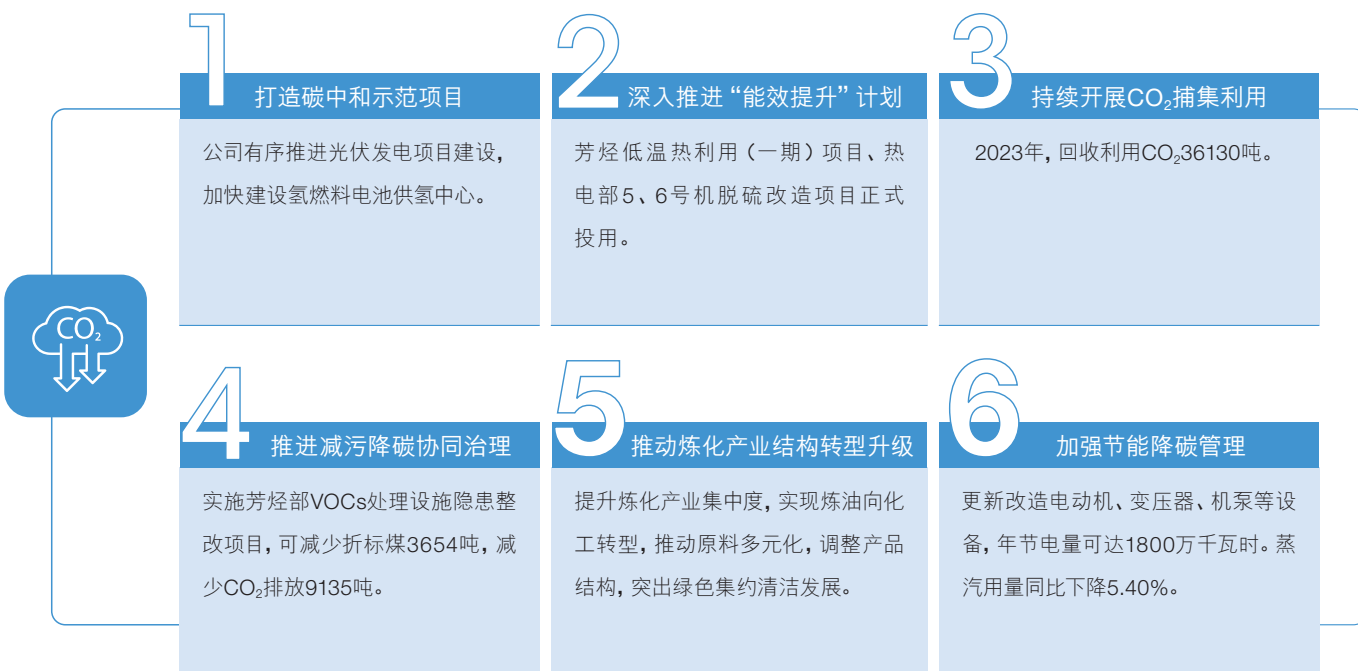 1
打造碳中和示范项目
公司有序推进光伏发电项目建设，
加快建设氢燃料电池供氢中心。
2
深入推进“能效提升”计划
芳烃低温热利用（一期）项目、热
电部5、6号机脱硫改造项目正式
投用。
3
持续开展CO₂捕集利用
2023年，回收利用CO₂36130吨。
CO₂
4
推进减污降碳协同治理
实施芳烃部VOCs处理设施隐患整
改项目，可减少折标煤3654吨，减
少CO₂排放9135吨。
5
推动炼化产业结构转型升级
提升炼化产业集中度，实现炼油向化
工转型，推动原料多元化，调整产品
结构，突出绿色集约清洁发展。
6
加强节能降碳管理
更新改造电动机、变压器、机泵等设
备，年节电量可达1800万千瓦时。蒸
汽用量同比下降5.40%。